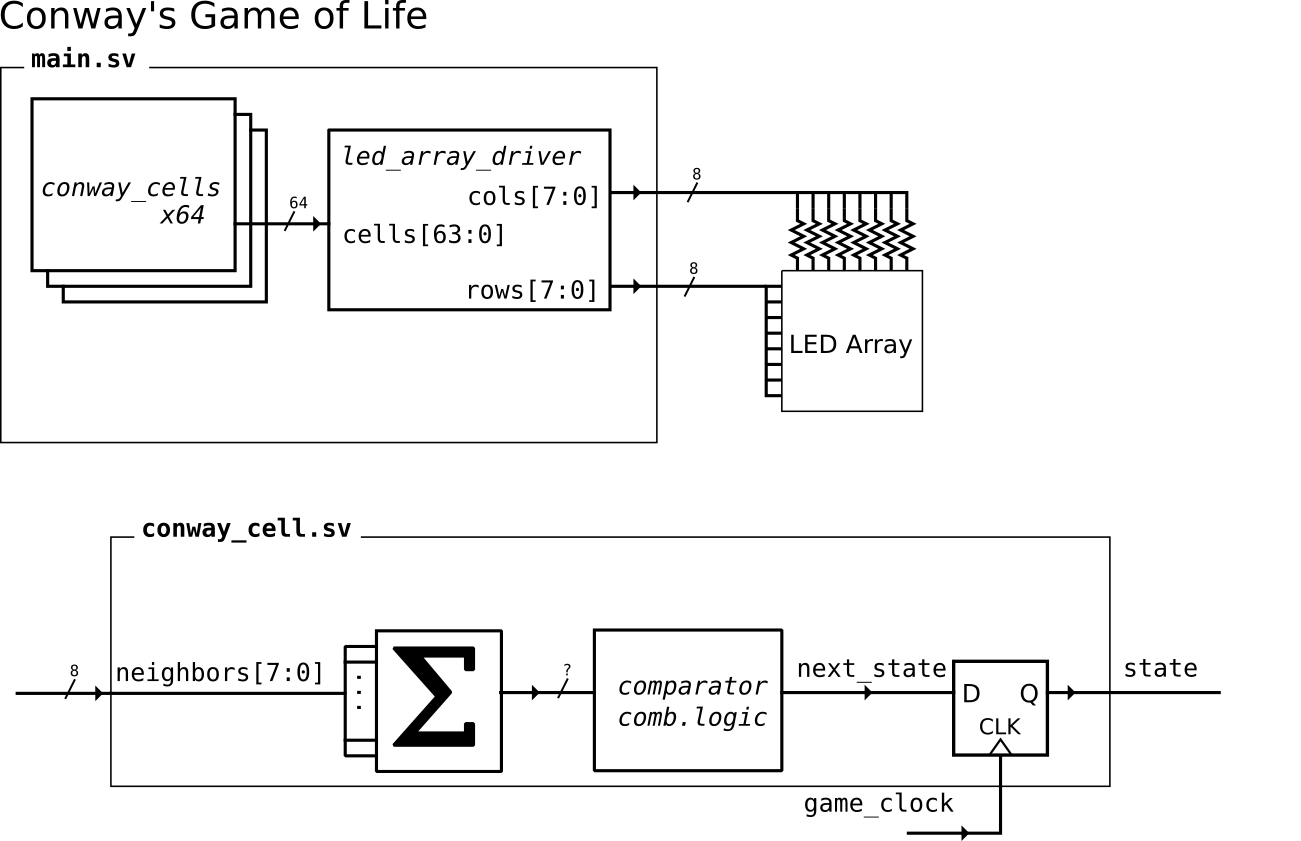 Conway's Game of Life
main.sv
conway_cells
x64
64
led_array_driver
cols[7:0]
cells[63:0]
rows[7:0]
8
8
LED Array
conway_cell.sv
8
neighbors[7:0]
Σ
?
comparator
comb.logic
next_state
D Q
CLK
state
game_clock